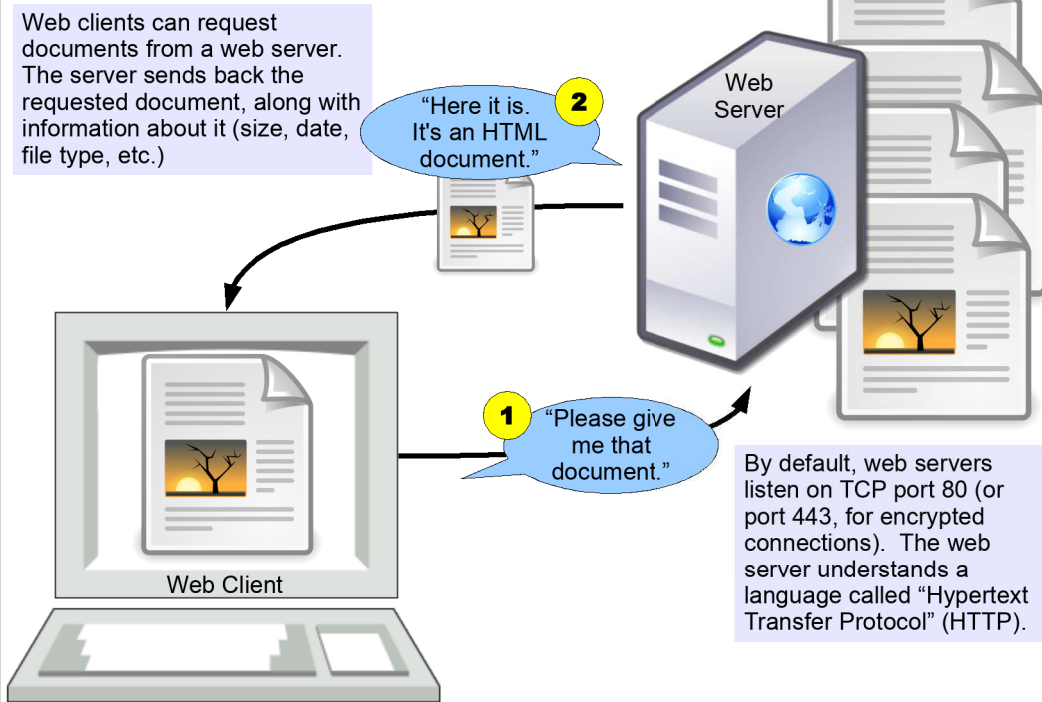 Web clients can request
documents from a web server.
The server sends back the
requested document, along with
information about it (size, date,
file type, etc.)
“Here it is.
It's an HTML
document.”
2
Web
Server
1
“Please give
me that
document.”
Web Client
By default, web servers
listen on TCP port 80 (or
port 443, for encrypted
connections).  The web
server understands a
language called “Hypertext
Transfer Protocol” (HTTP).